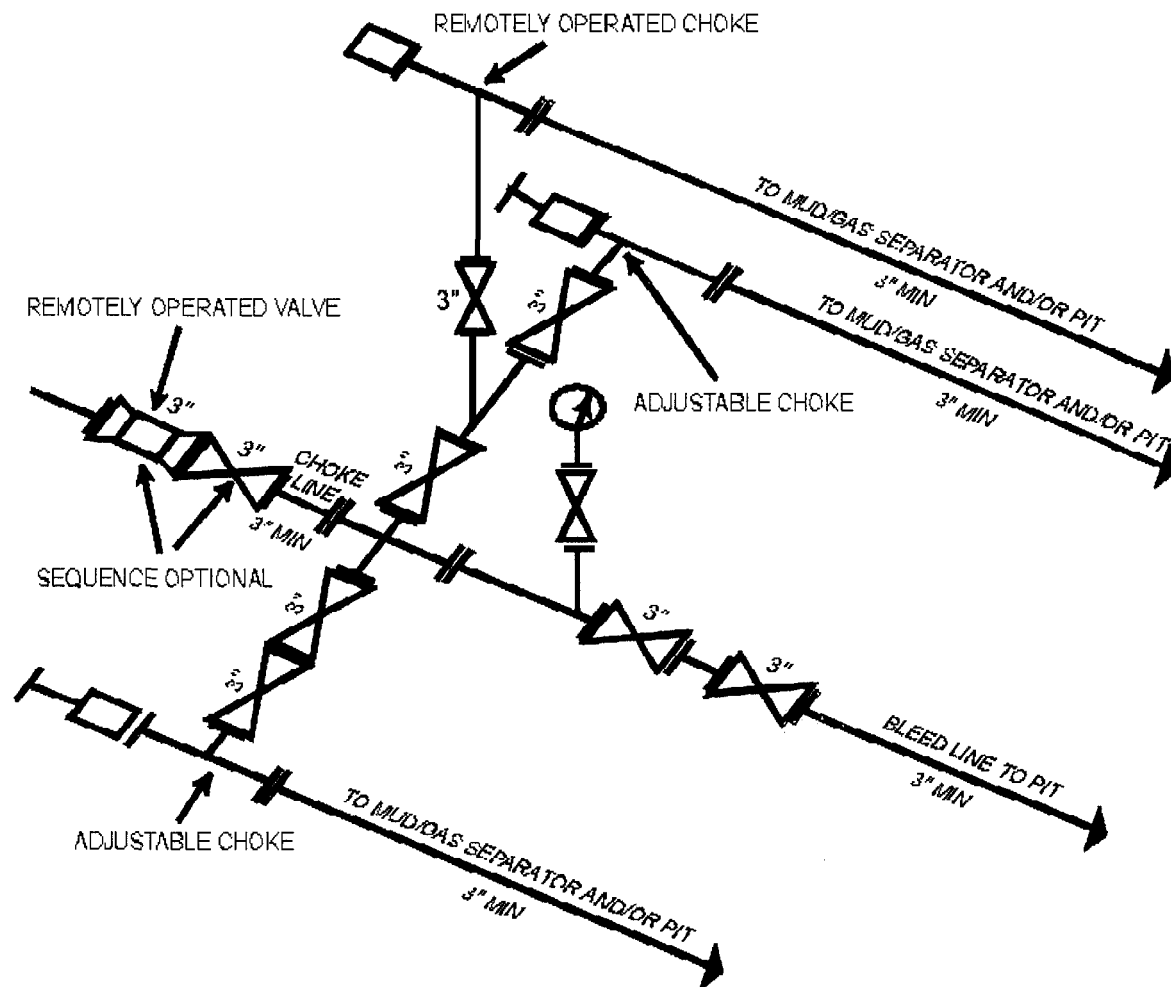 REMOTELY OPERATED CHOKE
TO MUD/GAS SEPARATOR AND/OR PIT
3" MIN
3"
3"
TO MUD/GAS SEPARATOR AND/OR PIT
3" MIN
REMOTELY OPERATED VALVE
ADJUSTABLE CHOKE
3"
3"
CHOKE
LINE
3" MIN
3"
SEQUENCE OPTIONAL
3"
3"
3"
3"
BLEED LINE TO PIT
3" MIN
ADJUSTABLE CHOKE
TO MUD/GAS SEPARATOR AND/OR PIT
3" MIN